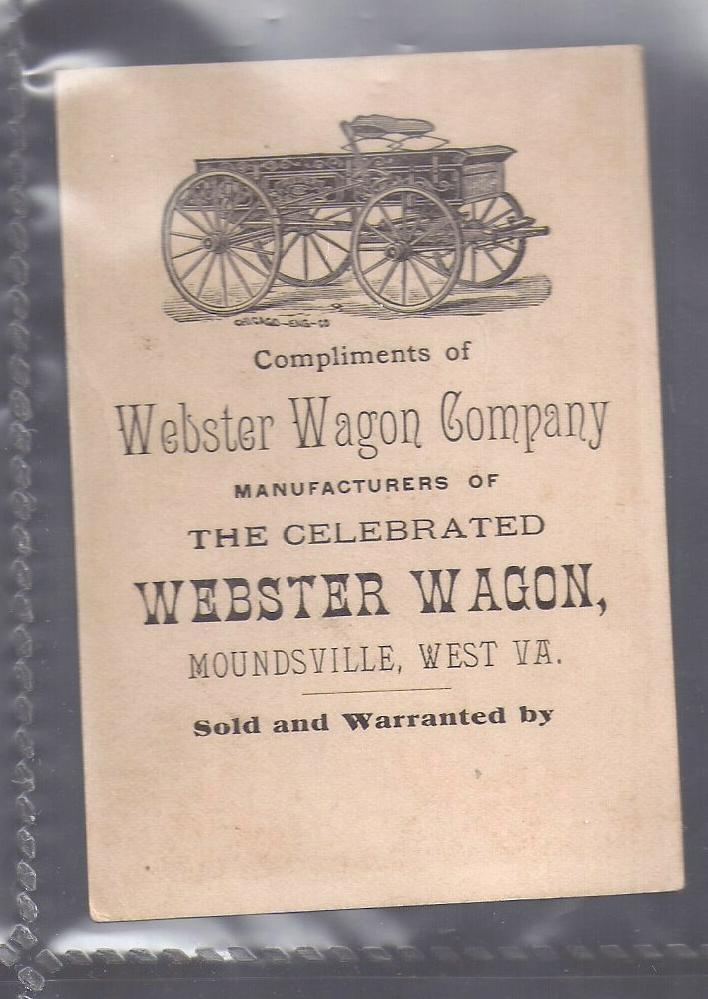 CHICAGO-ENG-CO
Compliments of
Webster Wagon Company
MANUFACTURERS OF
THE CELEBRATED
WEBSTER WAGON,
MOUNDSVILLE, WEST VA.
Sold and Warranted by